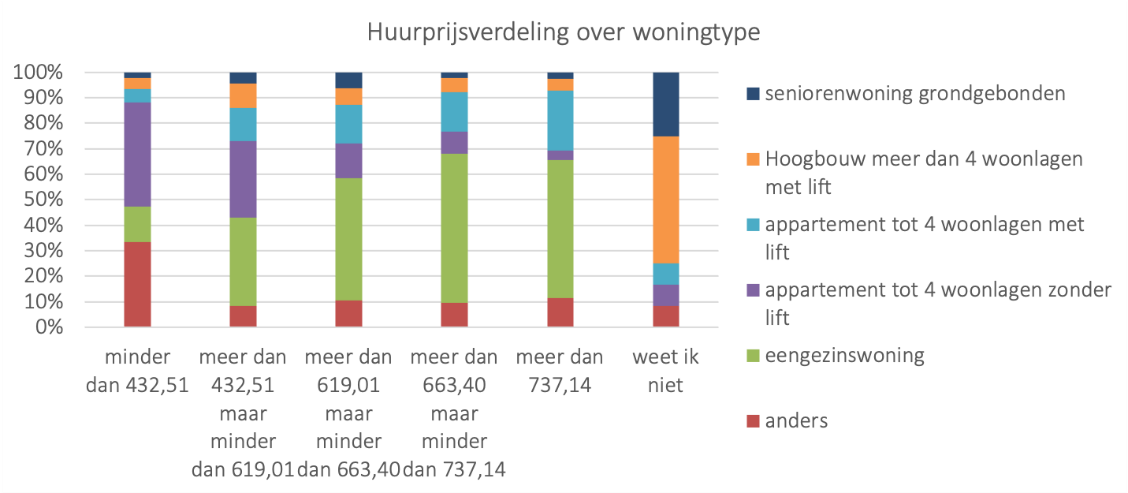 Huurprijsverdeling over woningtype
100%
90%
80%
70%
60%
50%
40%
30%
20%
10%
0%
minder
dan 432,51
meer dan
432,51
maar
minder
dan 619,01
meer dan
619,01
maar
minder
dan 663,40
meer dan
663,40
maar minder
dan 737,14
meer dan
737,14
weet ik
niet
seniorenwoning grondgebonden
Hoogbouw meer dan 4 woonlagen
met lift
appartement tot 4 woonlagen met
lift
appartement tot 4 woonlagen zonder
lift
eengezinswoning
anders